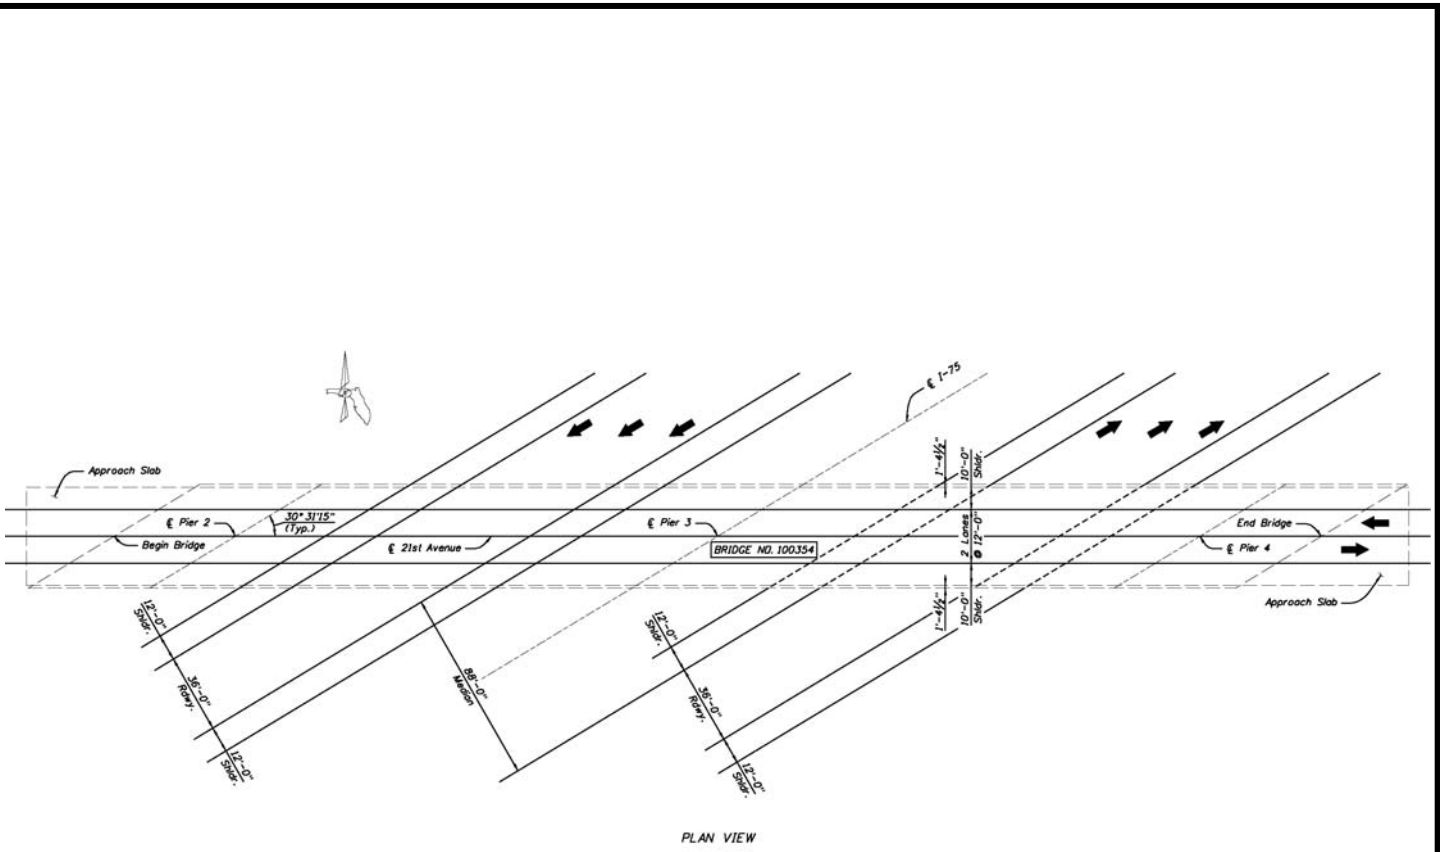 ℄ I-75
Approach Slab
1'-4½"
10'-0"
Shldr.
℄ Pier 2
30° 31'15"
(Typ.)
℄ Pier 3
2 Lanes
@ 12'-0"
End Bridge
Begin Bridge
℄ 21st Avenue
BRIDGE NO. 100354
℄ Pier 4
1'-4½"
10'-0"
Shldr.
Approach Slab
12'-0"
Shldr.
36'-0"
Rdwy.
12'-0"
Shldr.
88'-0"
Median
12'-0"
Shldr.
36'-0"
Rdwy.
12'-0"
Shldr.
PLAN VIEW